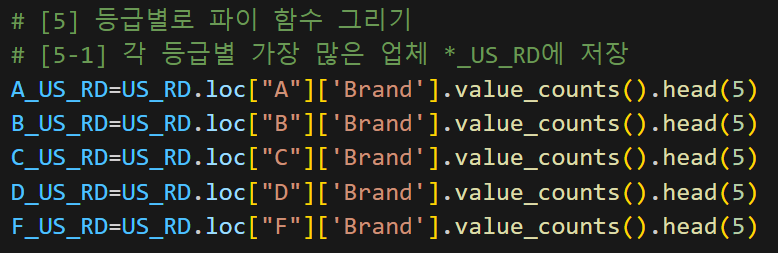 # [5] 등급별로 파이 함수 그리기
# [5-1] 각 등급별 가장 많은 업체 *_US_RD에 저장
A_US_RD=US_RD.loc["A"]['Brand'].value_counts().head(5)
B_US_RD=US_RD.loc["B"]['Brand'].value_counts().head(5)
C_US_RD=US_RD.loc["C"]['Brand'].value_counts().head(5)
D_US_RD=US_RD.loc["D"]['Brand'].value_counts().head(5)
F_US_RD=US_RD.loc["F"]['Brand'].value_counts().head(5)